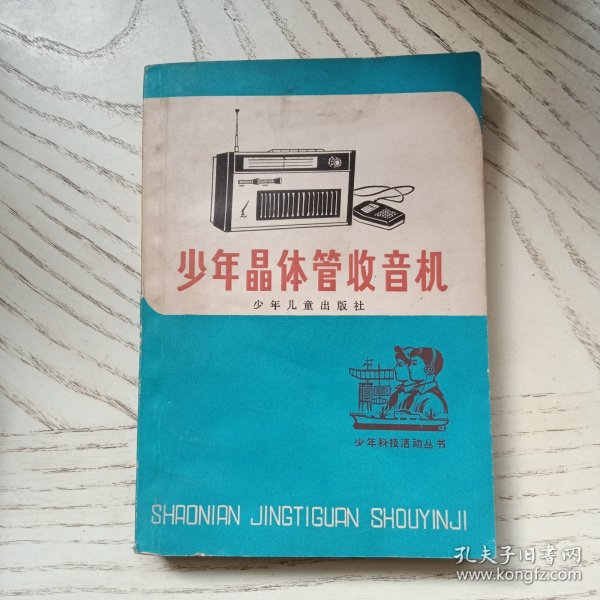 少年晶体管收音机
少年儿童出版社
少年科技活动丛书
SHAONIAN JINGTIGUAN SHOUYINJI
孔夫子旧书网
www.kongfz.com